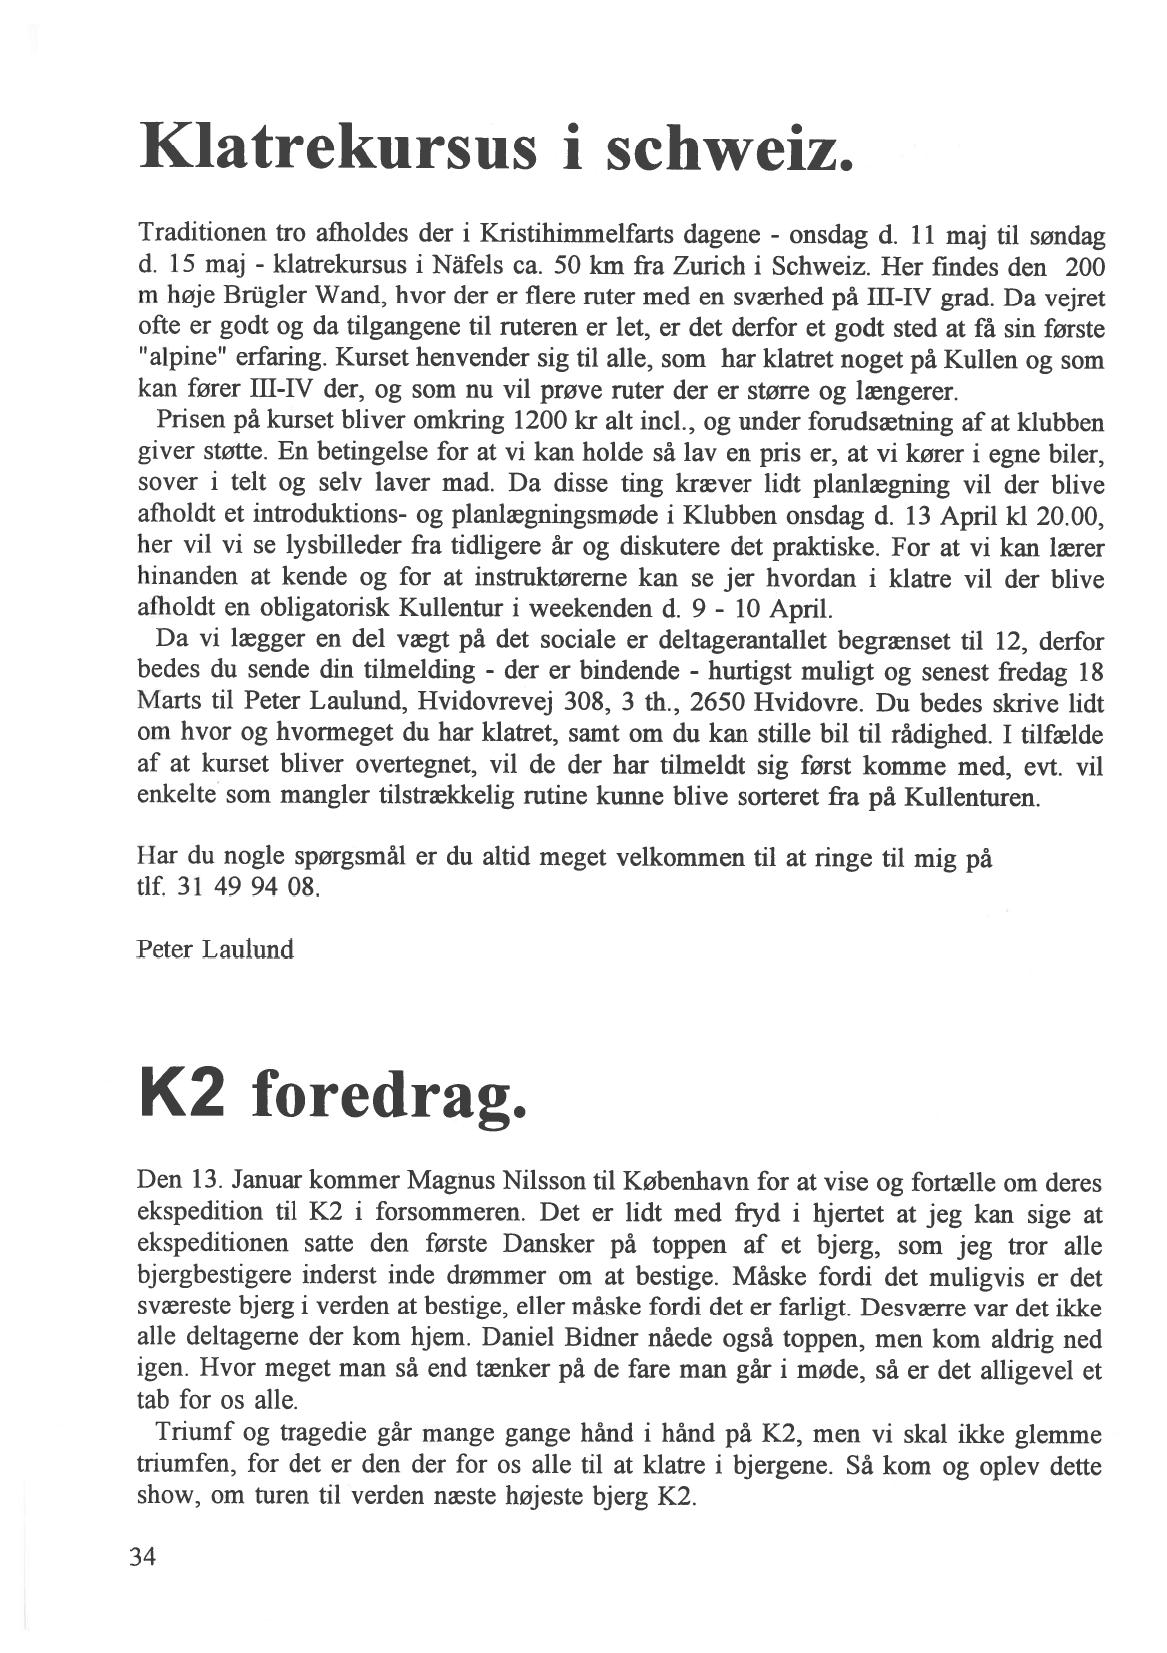 Klatrekursus i schweiz.
Traditionen tro afholdes der i Kristihimmelfarts dagene - onsdag d. 11 maj til søndag
d. 15 maj - klatrekursus i Näfels ca. 50 km fra Zurich i Schweiz. Her findes den 200
m høje Brügler Wand, hvor der er flere ruter med en sværhed på III-IV grad. Da vejret
ofte er godt og da tilgangene til ruteren er let, er det derfor et godt sted at få sin første
"alpine" erfaring. Kurset henvender sig til alle, som har klatret noget på Kullen og som
kan fører III-IV der, og som nu vil prøve ruter der er større og længerer.
Prisen på kurset bliver omkring 1200 kr alt incl., og under forudsætning af at klubben
giver støtte. En betingelse for at vi kan holde så lav en pris er, at vi kører i egne biler,
sover i telt og selv laver mad. Da disse ting kræver lidt planlægning vil der blive
afholdt et introduktions- og planlægningsmøde i Klubben onsdag d. 13 April kl 20.00,
her vil vi se lysbilleder fra tidligere år og diskutere det praktiske. For at vi kan lærer
hinanden at kende og for at instruktørerne kan se jer hvordan i klatre vil der blive
afholdt en obligatorisk Kullentur i weekenden d. 9 - 10 April.
Da vi lægger en del vægt på det sociale er deltagerantallet begrænset til 12, derfor
bedes du sende din tilmelding - der er bindende - hurtigst muligt og senest fredag 18
Marts til Peter Laulund, Hvidovrevej 308, 3 th., 2650 Hvidovre. Du bedes skrive lidt
om hvor og hvormeget du har klatret, samt om du kan stille bil til rådighed. I tilfælde
af at kurset bliver overtegnet, vil de der har tilmeldt sig først komme med, evt. vil
enkelte som mangler tilstrækkelig rutine kunne blive sorteret fra på Kullenturen.
Har du nogle spørgsmål er du altid meget velkommen til at ringe til mig på
tlf. 31 49 94 08.
Peter Laulund
K2 foredrag.
Den 13. Januar kommer Magnus Nilsson til København for at vise og fortælle om deres
ekspedition til K2 i forsommeren. Det er lidt med fryd i hjertet at jeg kan sige at
ekspeditionen satte den første Dansker på toppen af et bjerg, som jeg tror alle
bjergbestigere inderst inde drømmer om at bestige. Måske fordi det muligvis er det
sværeste bjerg i verden at bestige, eller måske fordi det er farligt. Desværre var det ikke
alle deltagerne der kom hjem. Daniel Bidner nåede også toppen, men kom aldrig ned
igen. Hvor meget man så end tænker på de fare man går i møde, så er det alligevel et
tab for os alle.
Triumf og tragedie går mange gange hånd i hånd på K2, men vi skal ikke glemme
triumfen, for det er den der for os alle til at klatre i bjergene. Så kom og oplev dette
show, om turen til verden næste højeste bjerg K2.
34